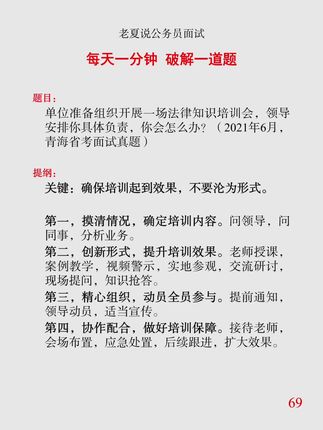 老夏说公务员面试
每天一分钟 破解一道题
题目：
单位准备组织开展一场法律知识培训会，领导
安排你具体负责，你会怎么办？（2021年6月，
青海省考面试真题）
提纲：
关键：确保培训起到效果，不要沦为形式。
第一，摸清情况，确定培训内容。问领导，问
同事，分析业务。
第二，创新形式，提升培训效果。老师授课，
案例教学，视频警示，实地参观，交流研讨，
现场提问，知识抢答。
第三，精心组织，动员全员参与。提前通知，
领导动员，适当宣传。
第四，协作配合，做好培训保障。接待老师，
会场布置，应急处置，后续跟进，扩大效果。
69